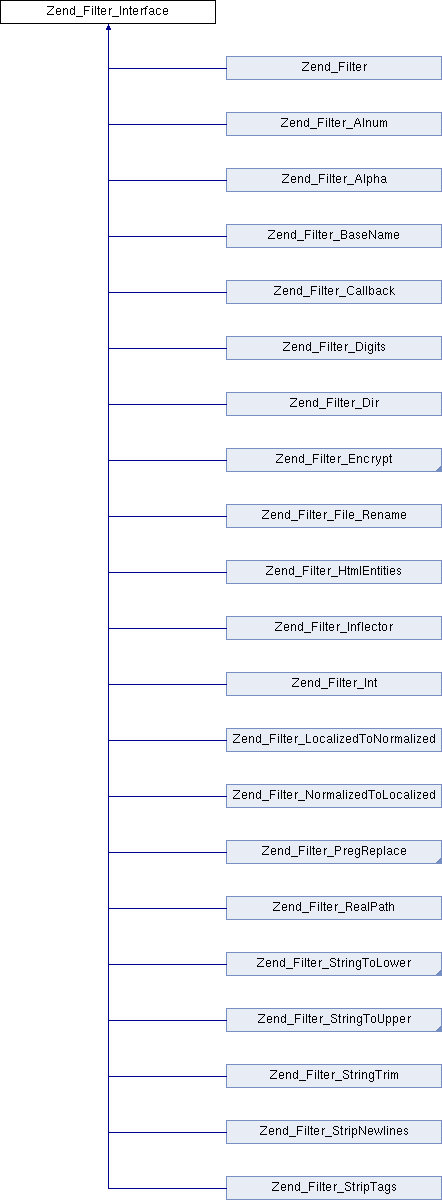 Zend_Filter_Interface
Zend_Filter
Zend_Filter_Alnum
Zend_Filter_Alpha
Zend_Filter_BaseName
Zend_Filter_Callback
Zend_Filter_Digits
Zend_Filter_Dir
Zend_Filter_Encrypt
Zend_Filter_File_Rename
Zend_Filter_HtmlEntities
Zend_Filter_Inflector
Zend_Filter_Int
Zend_Filter_LocalizedToNormalized
Zend_Filter_NormalizedToLocalized
Zend_Filter_PregReplace
Zend_Filter_RealPath
Zend_Filter_StringToLower
Zend_Filter_StringToUpper
Zend_Filter_StringTrim
Zend_Filter_StripNewlines
Zend_Filter_StripTags